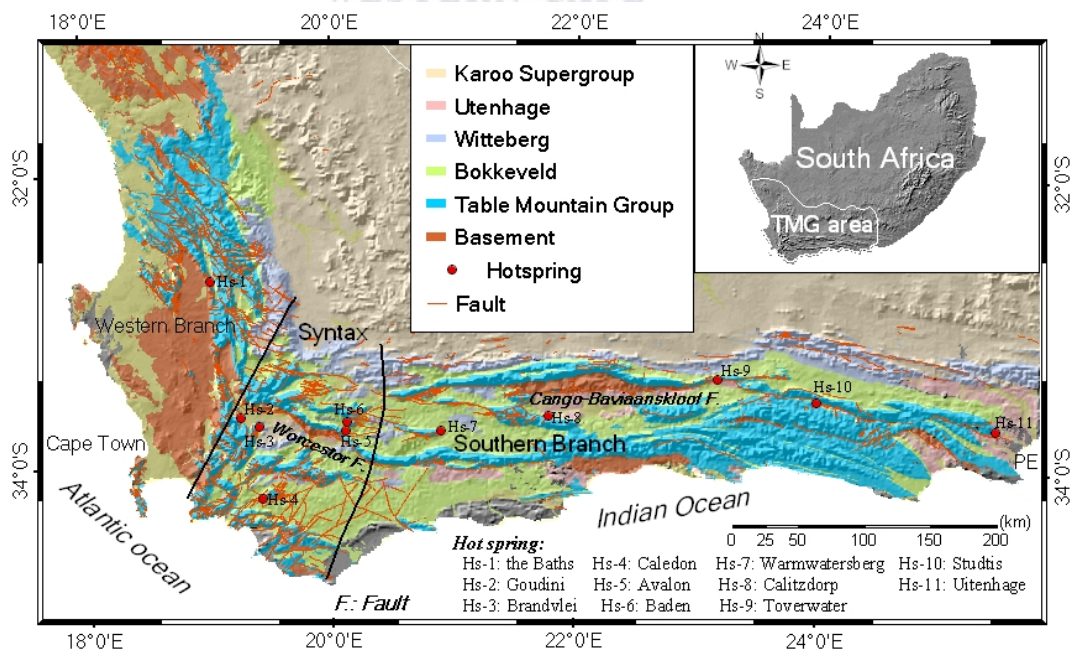 18°0'E 20°0'E 22°0'E 24°0'E
Karoo Supergroup
Utenhage
Witteberg
Bokkeveld
Table Mountain Group
Basement
Hotspring
Fault
N
W E
S
South Africa
TMG area
32°0'S
32°0'S
Hs-1
Western Branch
Syntax
Hs-9
Cango-Baviaanskloof F.
Hs-10
Hs-2
Hs-6
Hs-8
Hs-7
Hs-11
Cape Town
Hs-3
Worcestor F.
Hs-5
Southern Branch
PE
34°0'S
34°0'S
Hs-4
Atlantic ocean
Indian Ocean
(km)
0 25 50 100 150 200
Hot spring:
Hs-1: the Baths Hs-4: Caledon Hs-7: Warmwatersberg Hs-10: Studtis
Hs-2: Goudini Hs-5: Avalon Hs-8: Calitzdorp Hs-11: Uitenhage
Hs-3: Brandvlei Hs-6: Baden Hs-9: Toverwater
F.: Fault
18°0'E 20°0'E 22°0'E 24°0'E